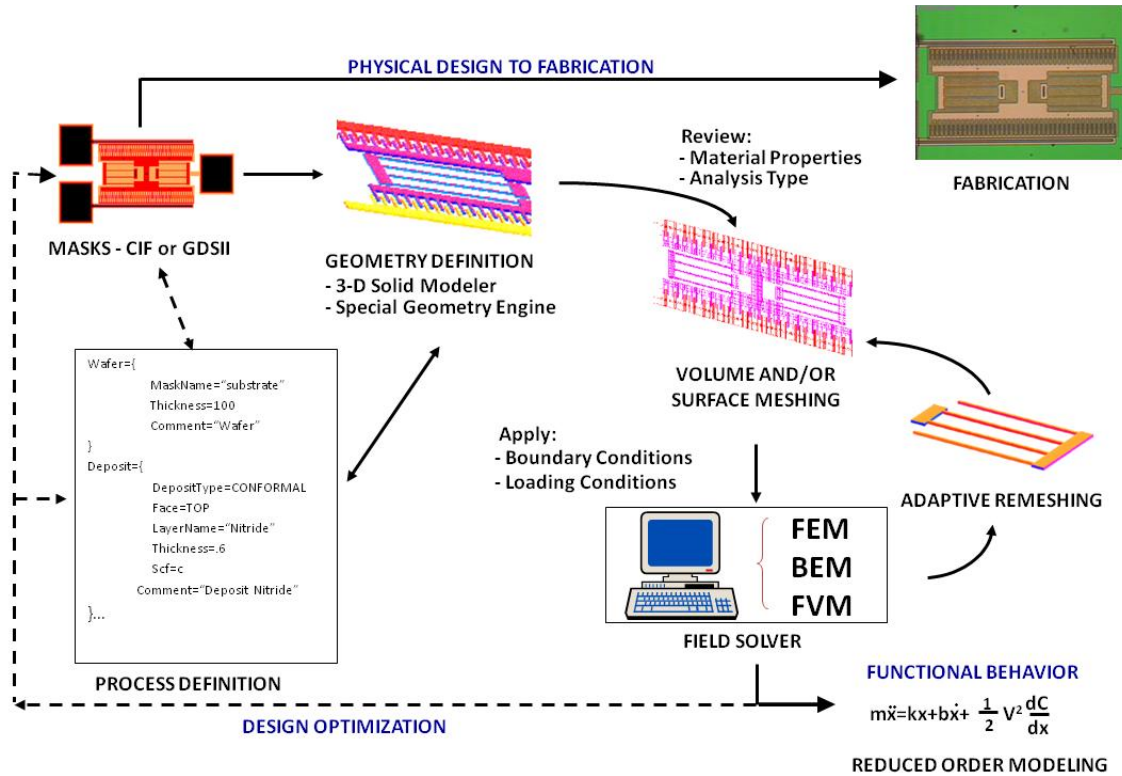 PHYSICAL DESIGN TO FABRICATION
FABRICATION
MASKS - CIF or GDSII
GEOMETRY DEFINITION
- 3-D Solid Modeler
- Special Geometry Engine
Review:
- Material Properties
- Analysis Type
VOLUME AND/OR
SURFACE MESHING
Wafer={
MaskName="substrate"
Thickness=100
Comment="Wafer"
}
Deposit={
DepositType=CONFORMAL
Face=TOP
LayerName="Nitride"
Thickness=.6
Scf=c
Comment="Deposit Nitride"
}...
PROCESS DEFINITION
Apply:
- Boundary Conditions
- Loading Conditions
ADAPTIVE REMESHING
FEM
BEM
FVM
FIELD SOLVER
DESIGN OPTIMIZATION
FUNCTIONAL BEHAVIOR
mẍ=kx+bẋ+ 1/2 V² dC/dx
REDUCED ORDER MODELING